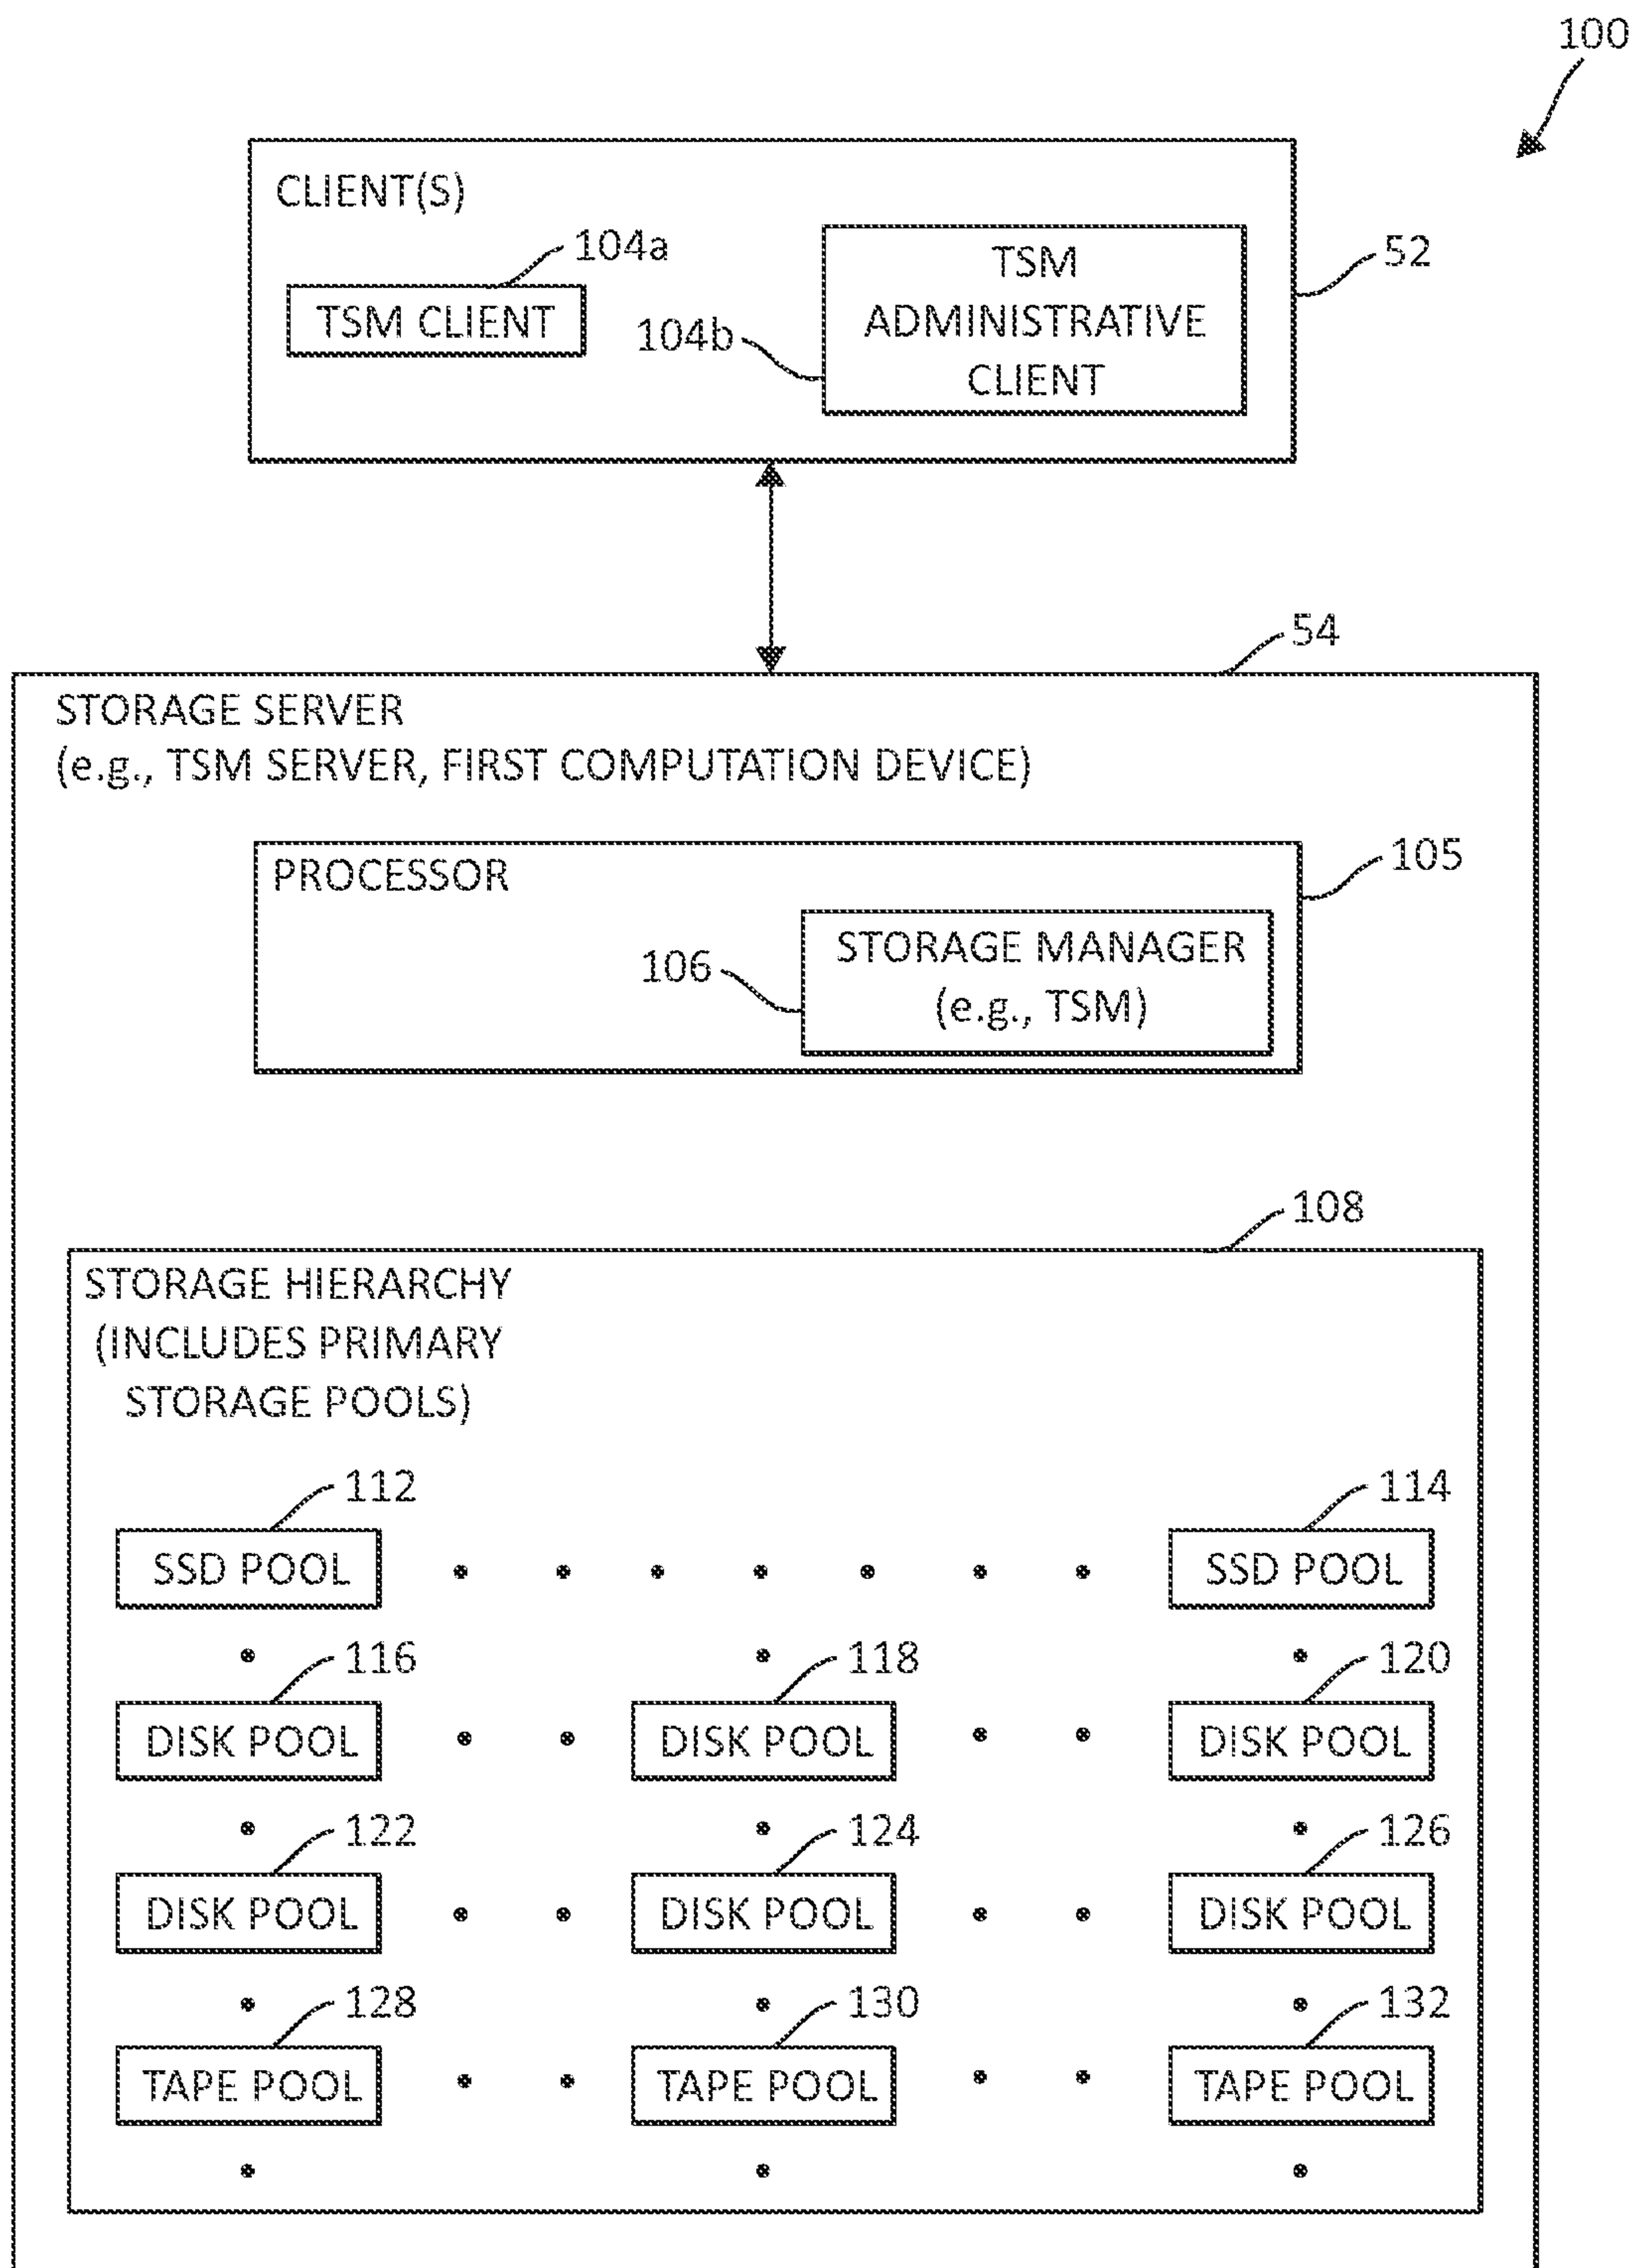 100
CLIENT(S)
104a
TSM CLIENT
104b
TSM
ADMINISTRATIVE
CLIENT
52
54
STORAGE SERVER
(e.g., TSM SERVER, FIRST COMPUTATION DEVICE)
PROCESSOR
105
106
STORAGE MANAGER
(e.g., TSM)
108
STORAGE HIERARCHY
(INCLUDES PRIMARY
STORAGE POOLS)
112
114
SSD POOL
SSD POOL
116
118
120
DISK POOL
DISK POOL
DISK POOL
122
124
126
DISK POOL
DISK POOL
DISK POOL
128
130
132
TAPE POOL
TAPE POOL
TAPE POOL